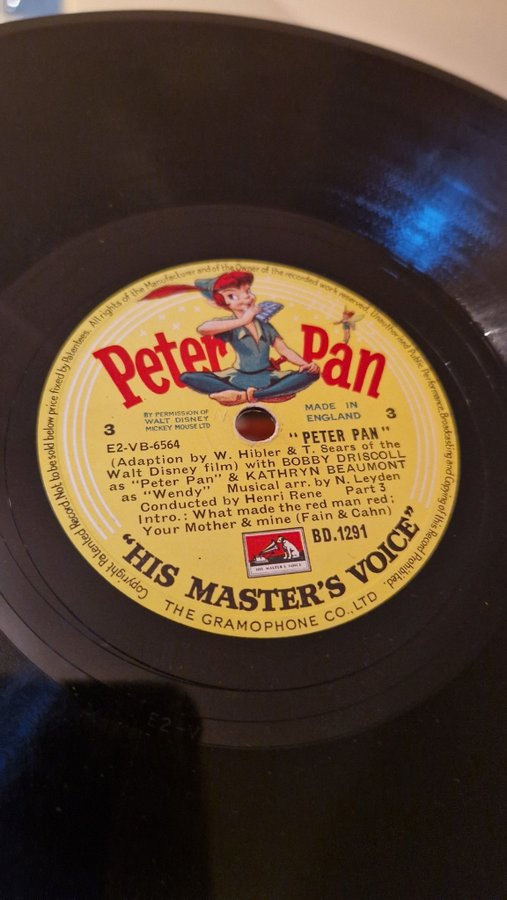 Copyright. Patented Record. Not to be sold below price fixed by Patentees. All rights of the Manufacturer and of the Owner of the recorded work reserved. Unauthorised Public Performance, Broadcasting and Copying of this Record Prohibited.
Peter Pan
3
BY PERMISSION OF
WALT DISNEY
MICKEY MOUSE LTD
MADE IN
ENGLAND
3
E2-VB-6564
"PETER PAN"
(Adaption by W. Hibler & T. Sears of the
Walt Disney film) with BOBBY DRISCOLL
as "Peter Pan" & KATHRYN BEAUMONT
as "Wendy" Musical arr. by N. Leyden
Conducted by Henri Rene Part 3
Intro.: What made the red man red;
Your Mother & mine (Fain & Cahn)
BD.1291
HIS MASTER'S VOICE
"HIS MASTER'S VOICE"
THE GRAMOPHONE CO., LTD